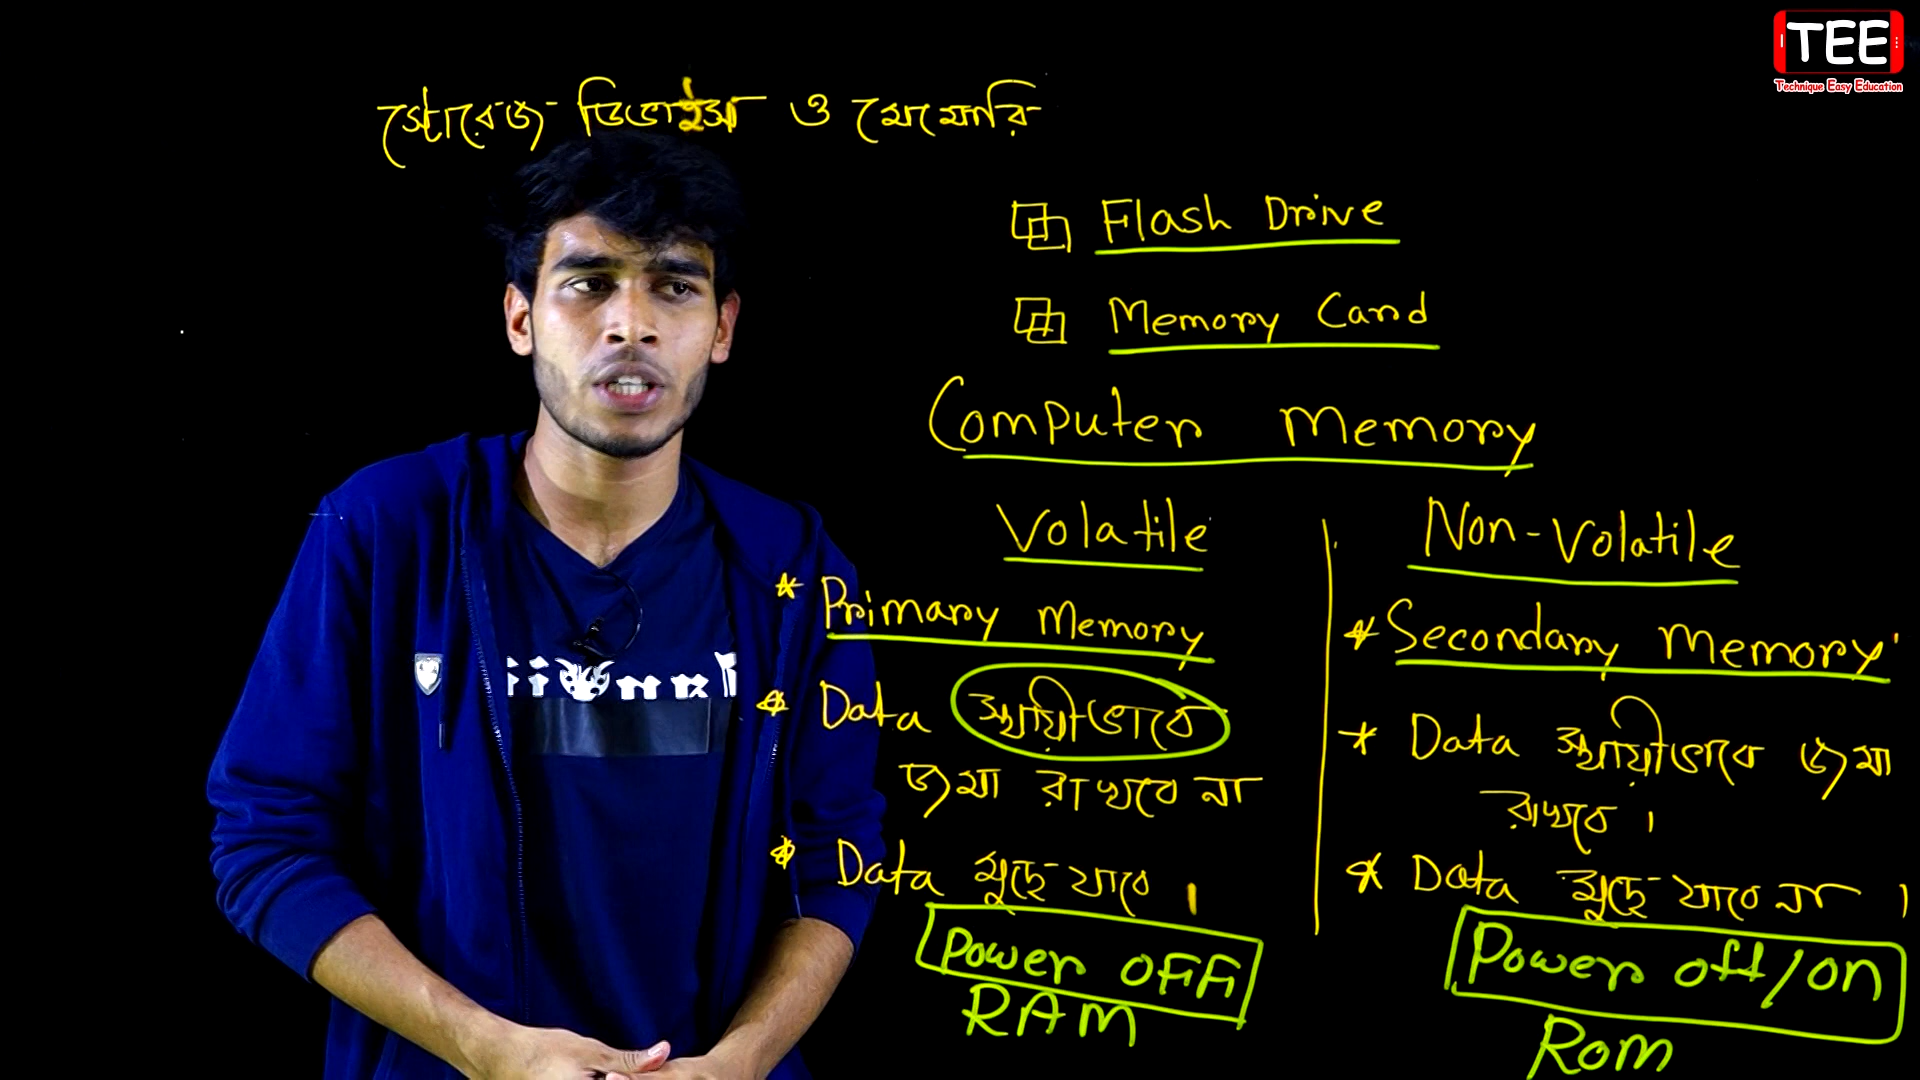 TEE
Technique Easy Education
স্টোরেজ ডিভাইস ও মেমোরি
Flash Drive
Memory Card
Computer Memory
Volatile
* Primary Memory
* Data স্থায়ীভাবে
জমা রাখবে না
* Data মুছে যাবে।
Power OFF
RAM
Non-Volatile
* Secondary Memory
* Data স্থায়ীভাবে জমা
রাখবে।
* Data মুছে যাবে না।
Power off/on
Rom